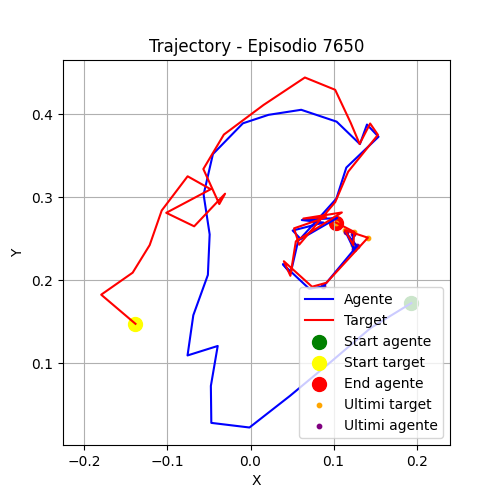 Trajectory - Episodio 7650
Y
0.4
0.3
0.2
0.1
−0.2
−0.1
0.0
0.1
0.2
X
Agente
Target
Start agente
Start target
End agente
Ultimi target
Ultimi agente